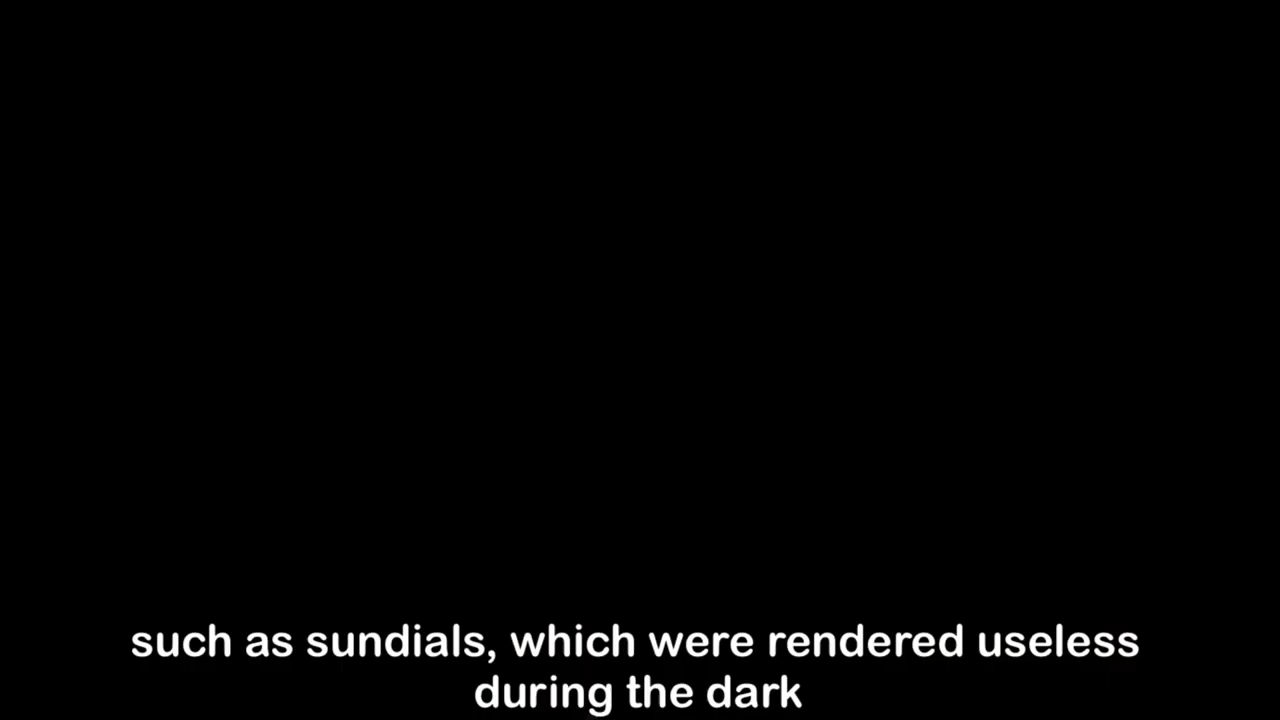 such as sundials, which were rendered useless
during the dark